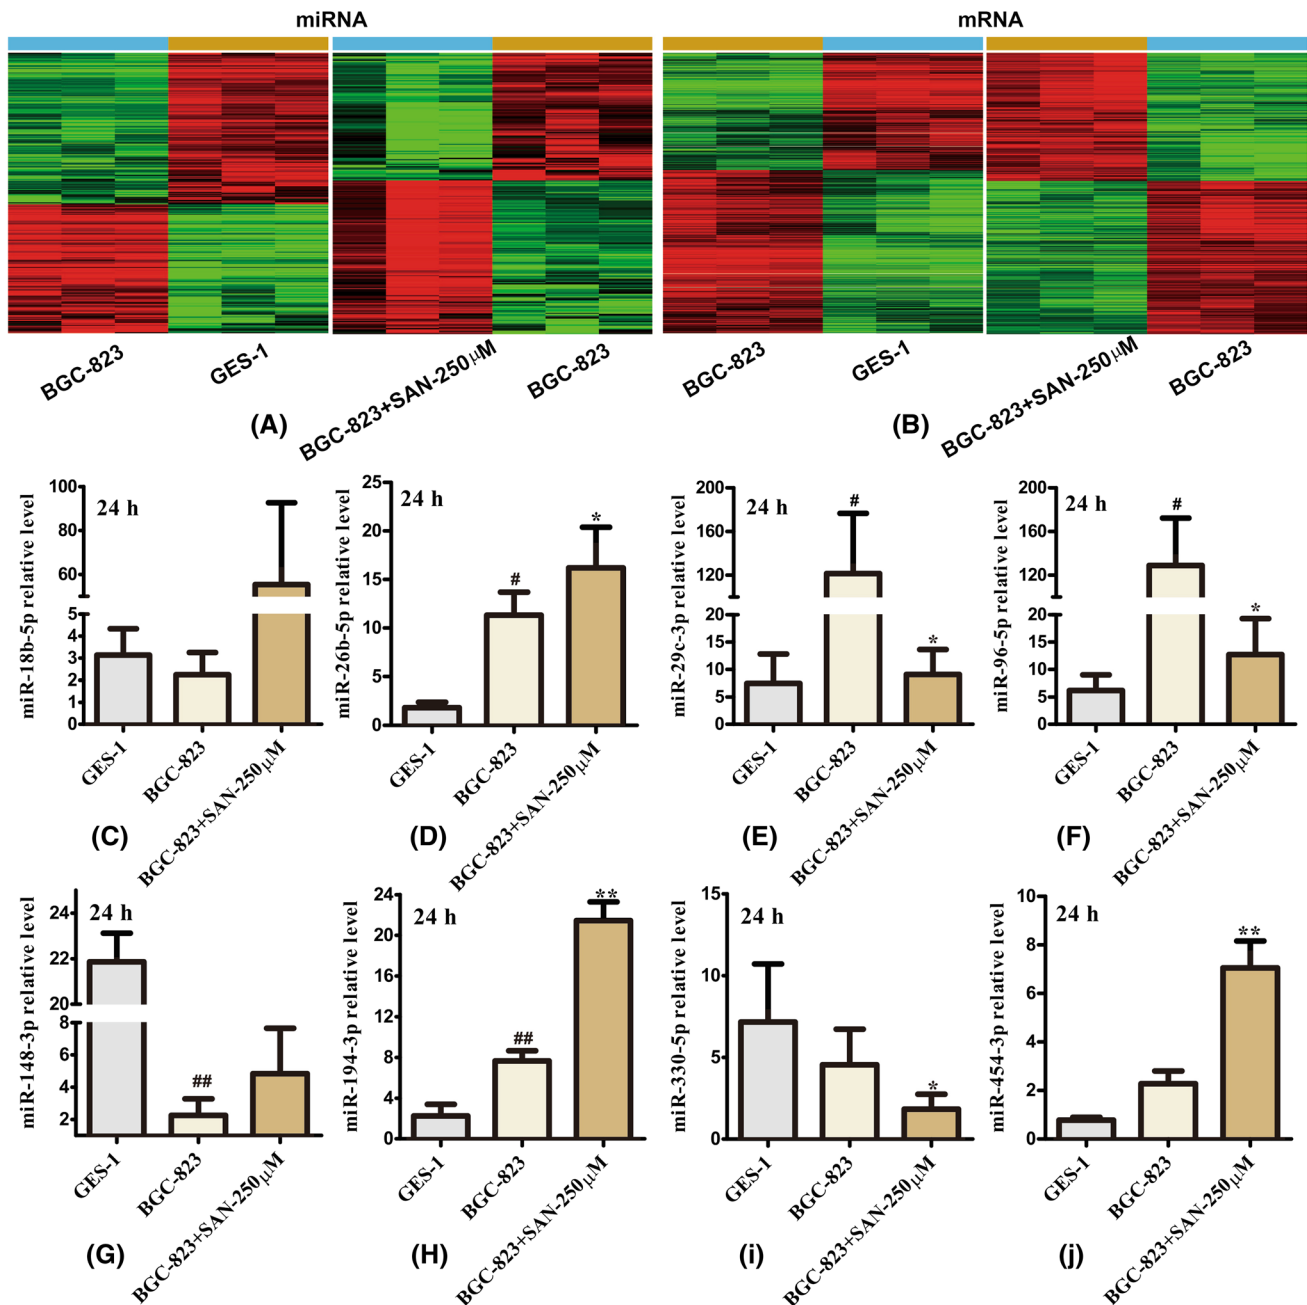 miRNA
mRNA
BGC-823
GES-1
BGC-823+SAN-250μM
BGC-823
BGC-823
GES-1
BGC-823+SAN-250μM
BGC-823
(A)
(B)
miR-18b-5p relative level
100
80
60
5
4
3
2
1
0
24 h
GES-1
BGC-823
BGC-823+SAN-250μM
(C)
miR-26b-5p relative level
25
20
15
10
5
0
24 h
#
*
GES-1
BGC-823
BGC-823+SAN-250μM
(D)
miR-29c-3p relative level
200
160
120
20
15
10
5
0
24 h
#
*
GES-1
BGC-823
BGC-823+SAN-250μM
(E)
miR-96-5p relative level
200
160
120
20
15
10
5
0
24 h
#
*
GES-1
BGC-823
BGC-823+SAN-250μM
(F)
miR-148-3p relative level
24
22
20
8
6
4
2
24 h
##
GES-1
BGC-823
BGC-823+SAN-250μM
(G)
miR-194-3p relative level
24
20
16
12
8
4
0
24 h
##
**
GES-1
BGC-823
BGC-823+SAN-250μM
(H)
miR-330-5p relative level
15
10
5
0
24 h
*
GES-1
BGC-823
BGC-823+SAN-250μM
(i)
miR-454-3p relative level
10
8
6
4
2
0
24 h
**
GES-1
BGC-823
BGC-823+SAN-250μM
(j)